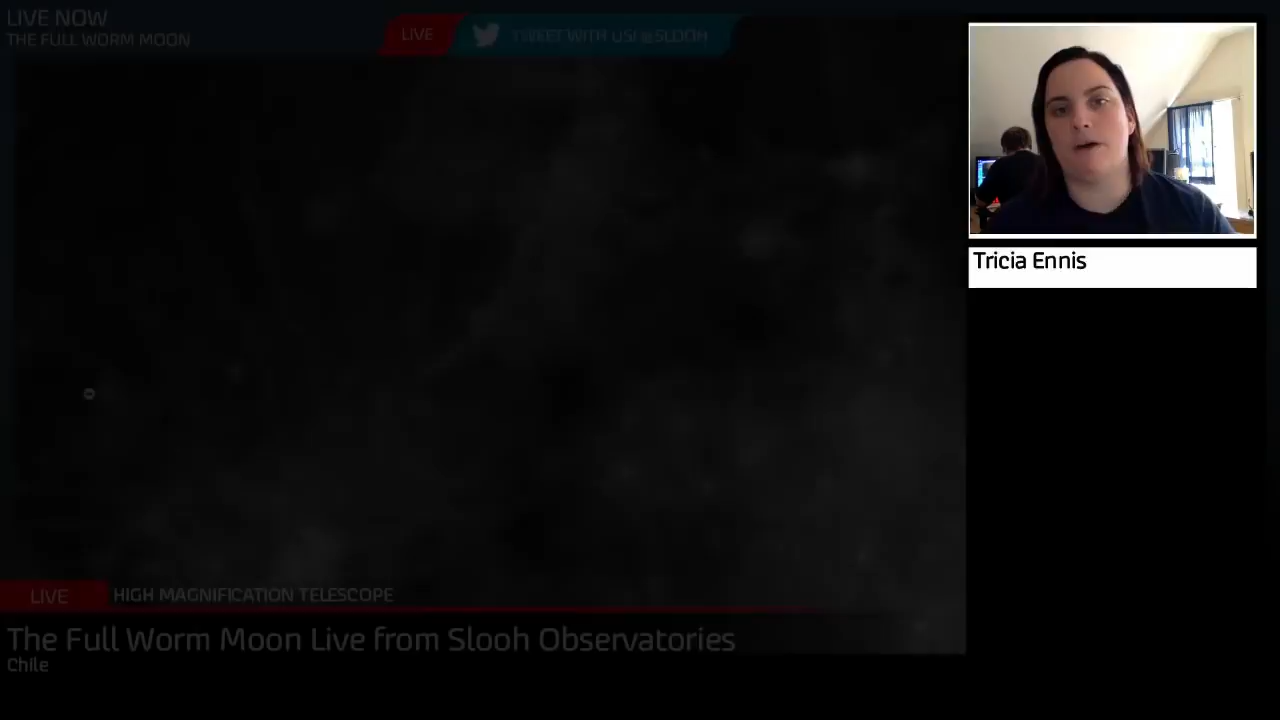 LIVE NOW
THE FULL WORM MOON
LIVE
TWEET WITH US! @SLOOH
Tricia Ennis
LIVE
HIGH MAGNIFICATION TELESCOPE
The Full Worm Moon Live from Slooh Observatories
Chile